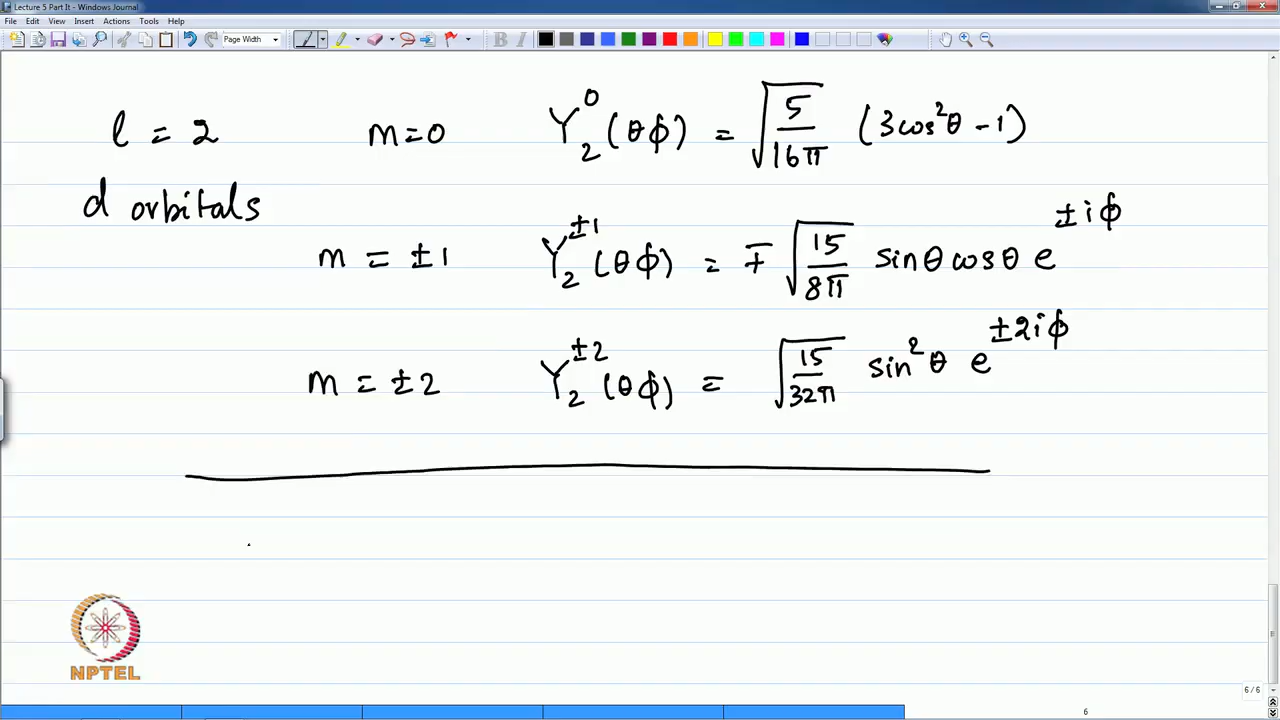 Lecture 5 Part II - Windows Journal
File Edit View Insert Actions Tools Help
Page Width
B I
l = 2 m=0 Y₂⁰(θϕ) = √(5/16π) (3cos²θ -1)
d orbitals
m = ±1 Y₂^±1(θϕ) = ∓ √(15/8π) sinθcosθ e^±iϕ
m = ±2 Y₂^±2(θϕ) = √(15/32π) sin²θ e^±2iϕ
NPTEL
6/6
6